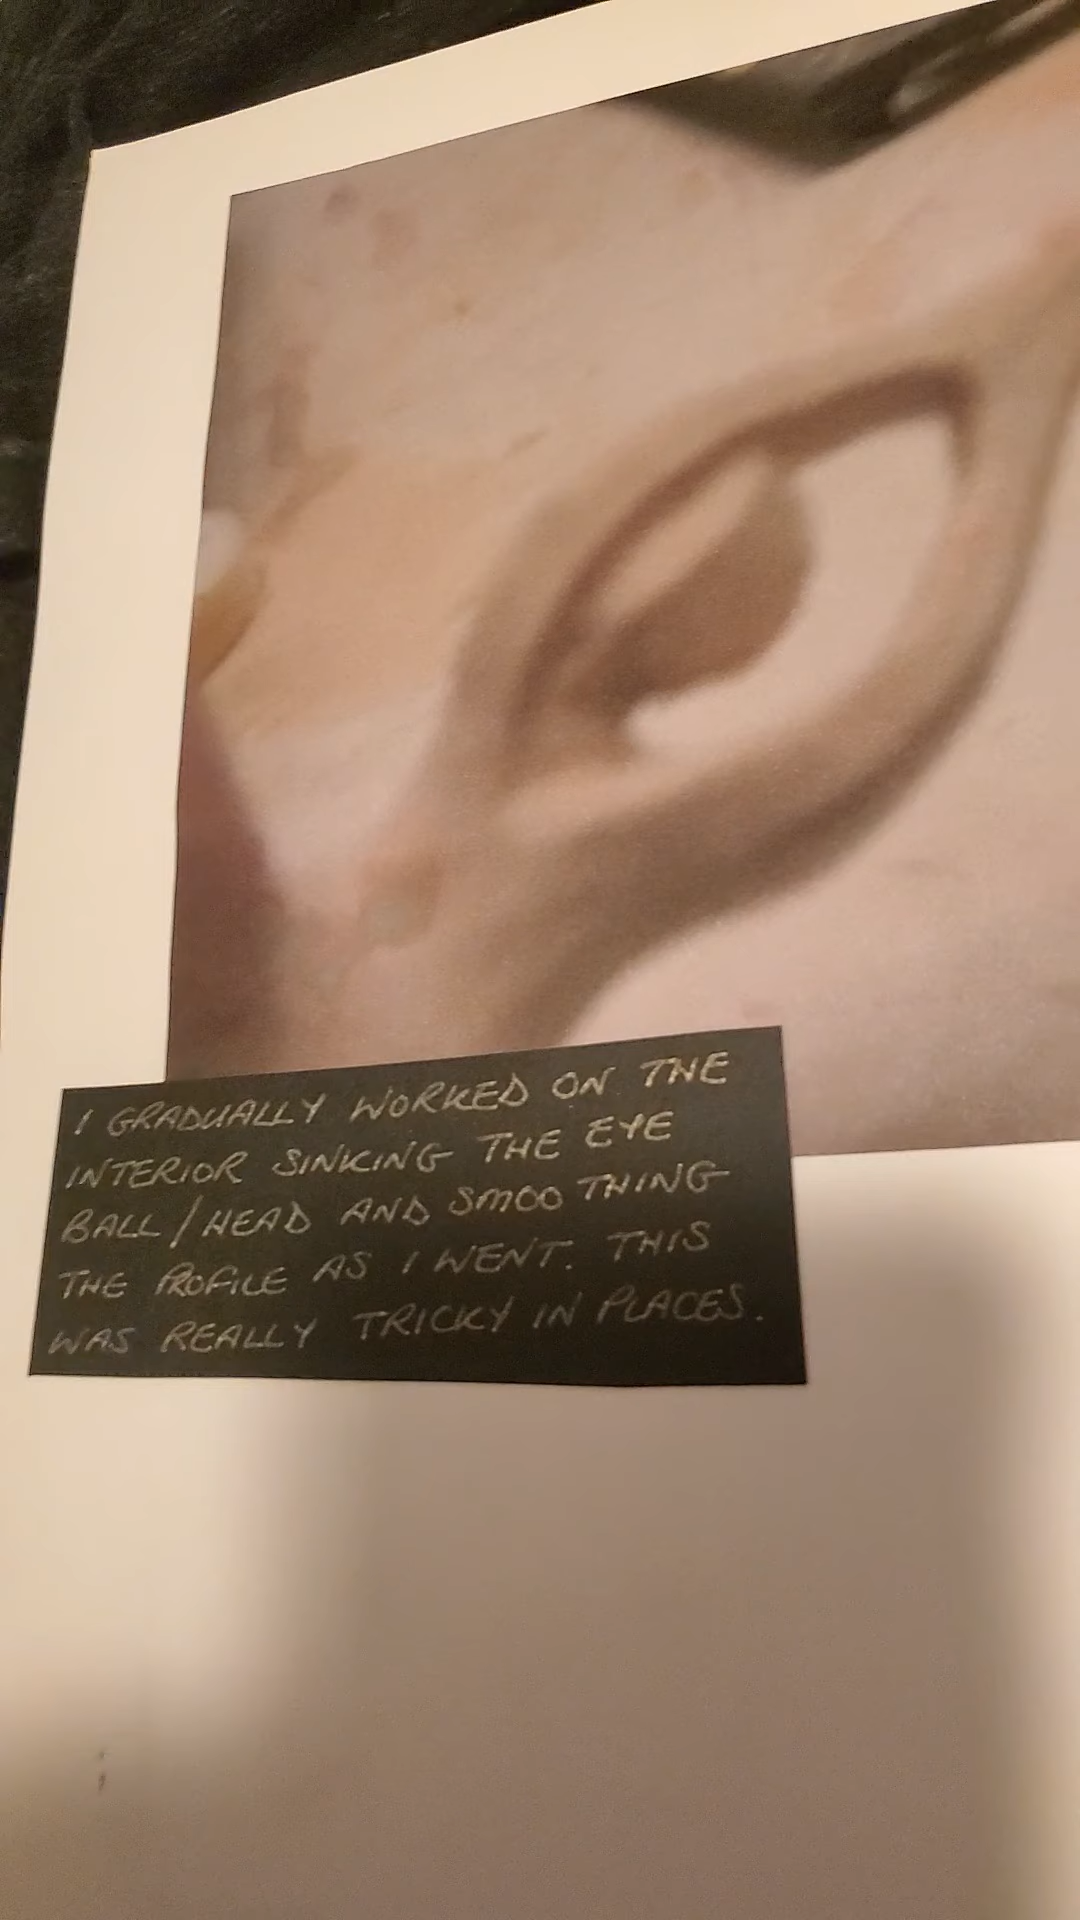 I GRADUALLY WORKED ON THE
INTERIOR SINKING THE EYE
BALL/HEAD AND SMOOTHING
THE PROFILE AS I WENT. THIS
WAS REALLY TRICKY IN PLACES.